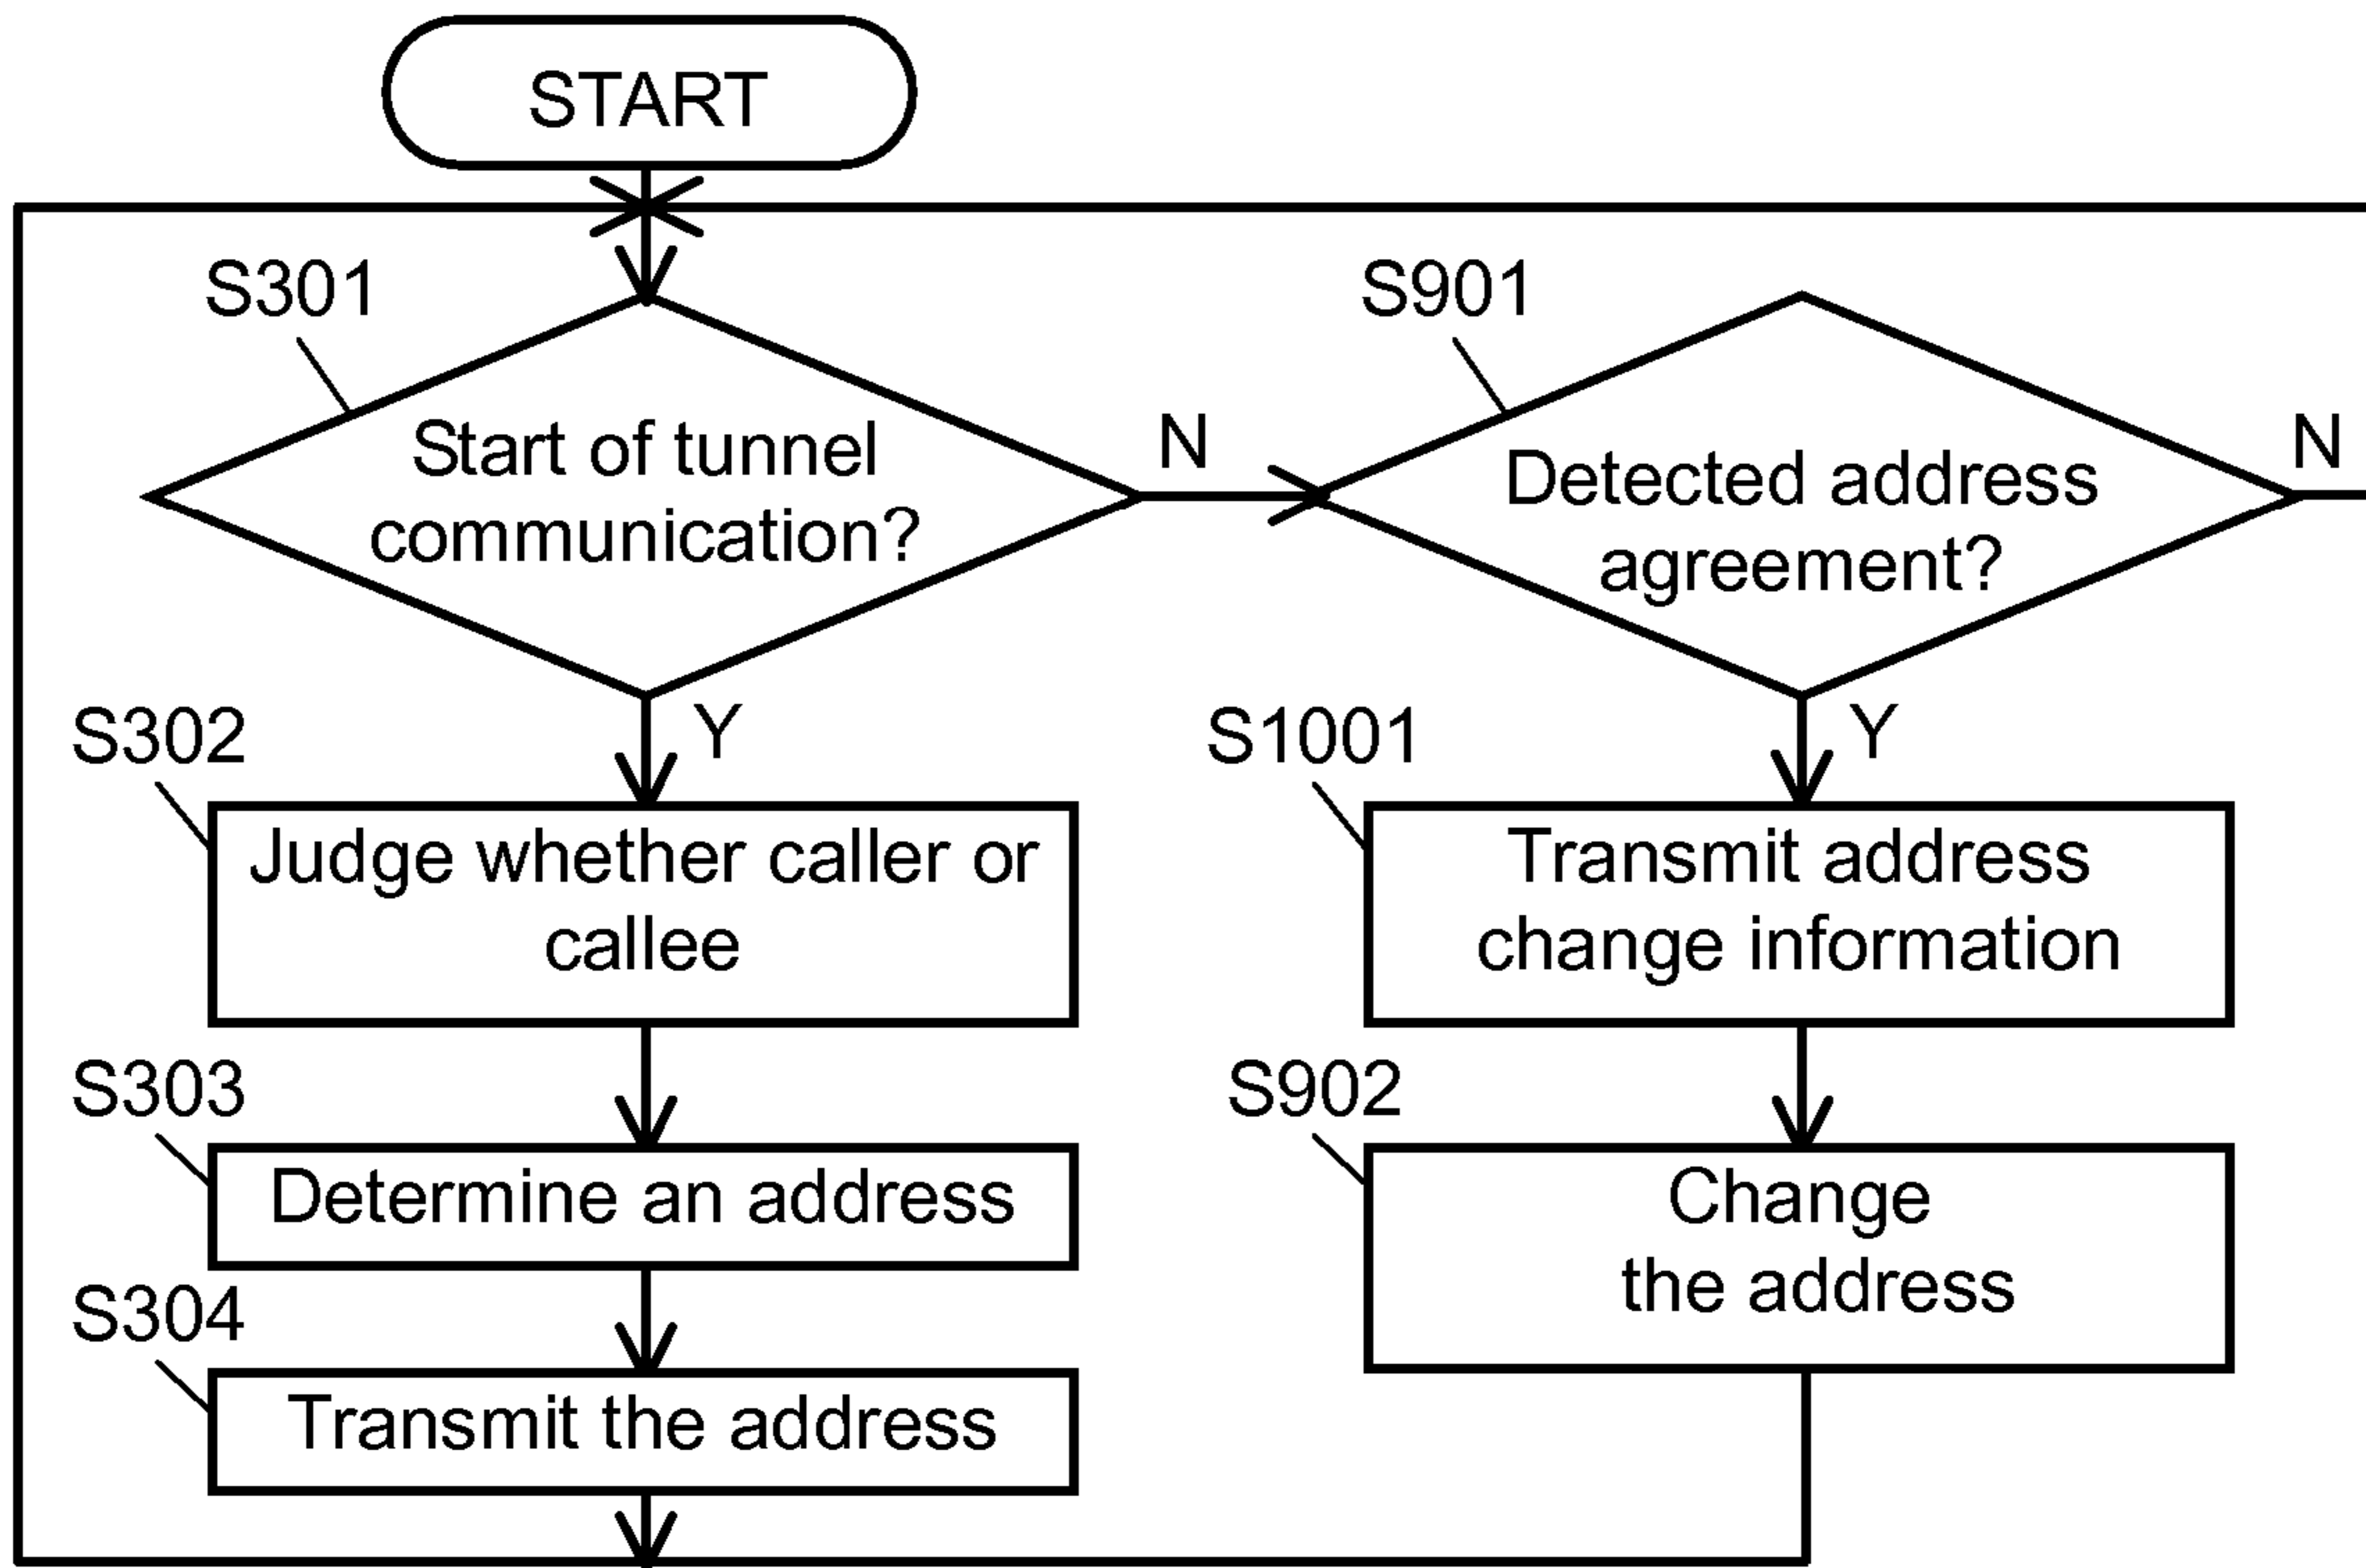 START
S301
Start of tunnel
communication?
N
Y
S901
Detected address
agreement?
N
Y
S302
Judge whether caller or
callee
S1001
Transmit address
change information
S303
Determine an address
S902
Change
the address
S304
Transmit the address